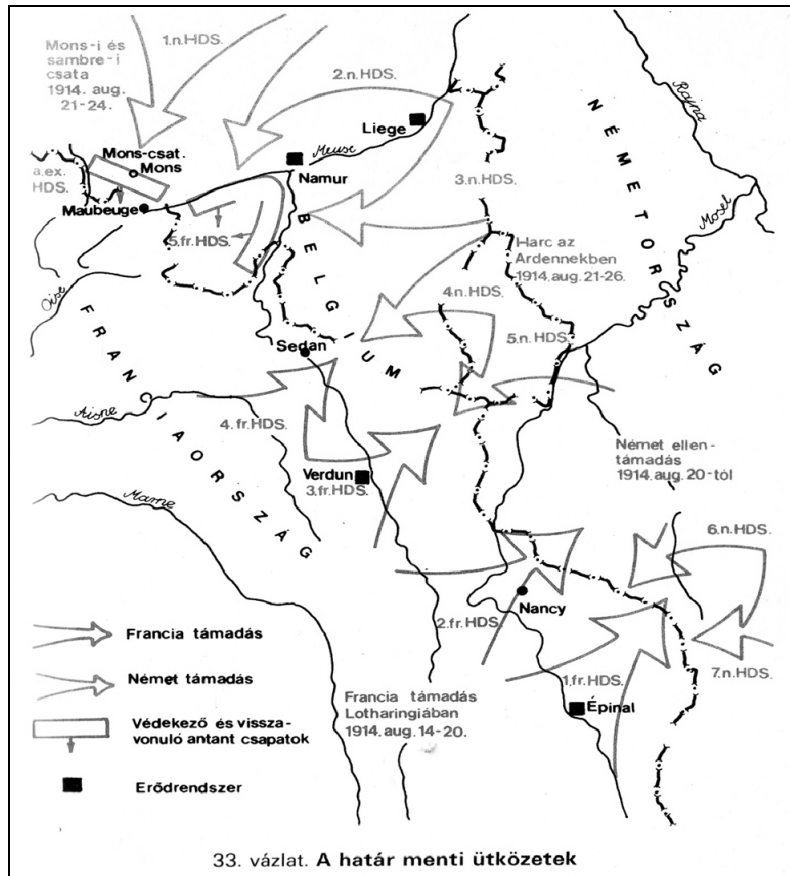 Mons-i és
sambre-i
csata
1914. aug.
21-24.
1.n.HDS.
2.n.HDS.
Liege
Meuse
Rajna
NÉMETORSZÁG
Mons-csat.
Mons
a.ex.
HDS.
Namur
Maubeuge
3.n.HDS.
Mosel
5.fr.HDS.
BELGIUM
Harc az
Ardennekben
1914.aug.21-26.
4.n.HDS.
Oise
FRAN IAORSZÁG
5.n.HDS.
Sedan
Aisne
4.fr.HDS.
Német ellen-
támadás
1914.aug.20-tól
Verdun
3.fr.HDS.
Marne
6.n.HDS.
Nancy
2.fr.HDS.
1.fr.HDS.
7.n.HDS.
Épinal
Francia támadás
Német támadás
Francia támadás
Lotharingiában
1914.aug.14-20.
Védekező és vissza-
vonuló antant csapatok
Erődrendszer
33. vázlat. A határ menti ütközetek